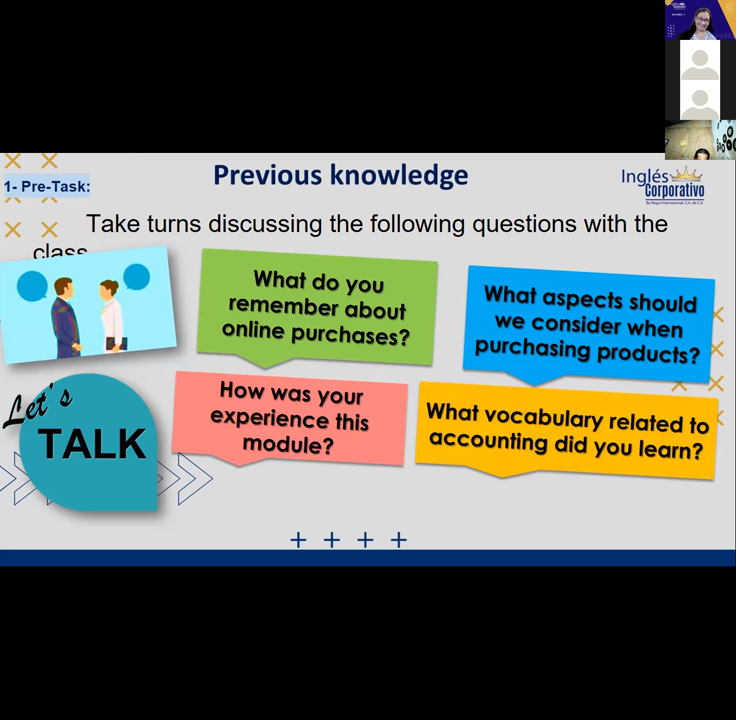 1- Pre-Task:
Previous knowledge
Inglés
Corporativo
Take turns discussing the following questions with the
class
What do you
remember about
online purchases?
What aspects should
we consider when
purchasing products?
How was your
experience this
module?
What vocabulary related to
accounting did you learn?
Let's
TALK